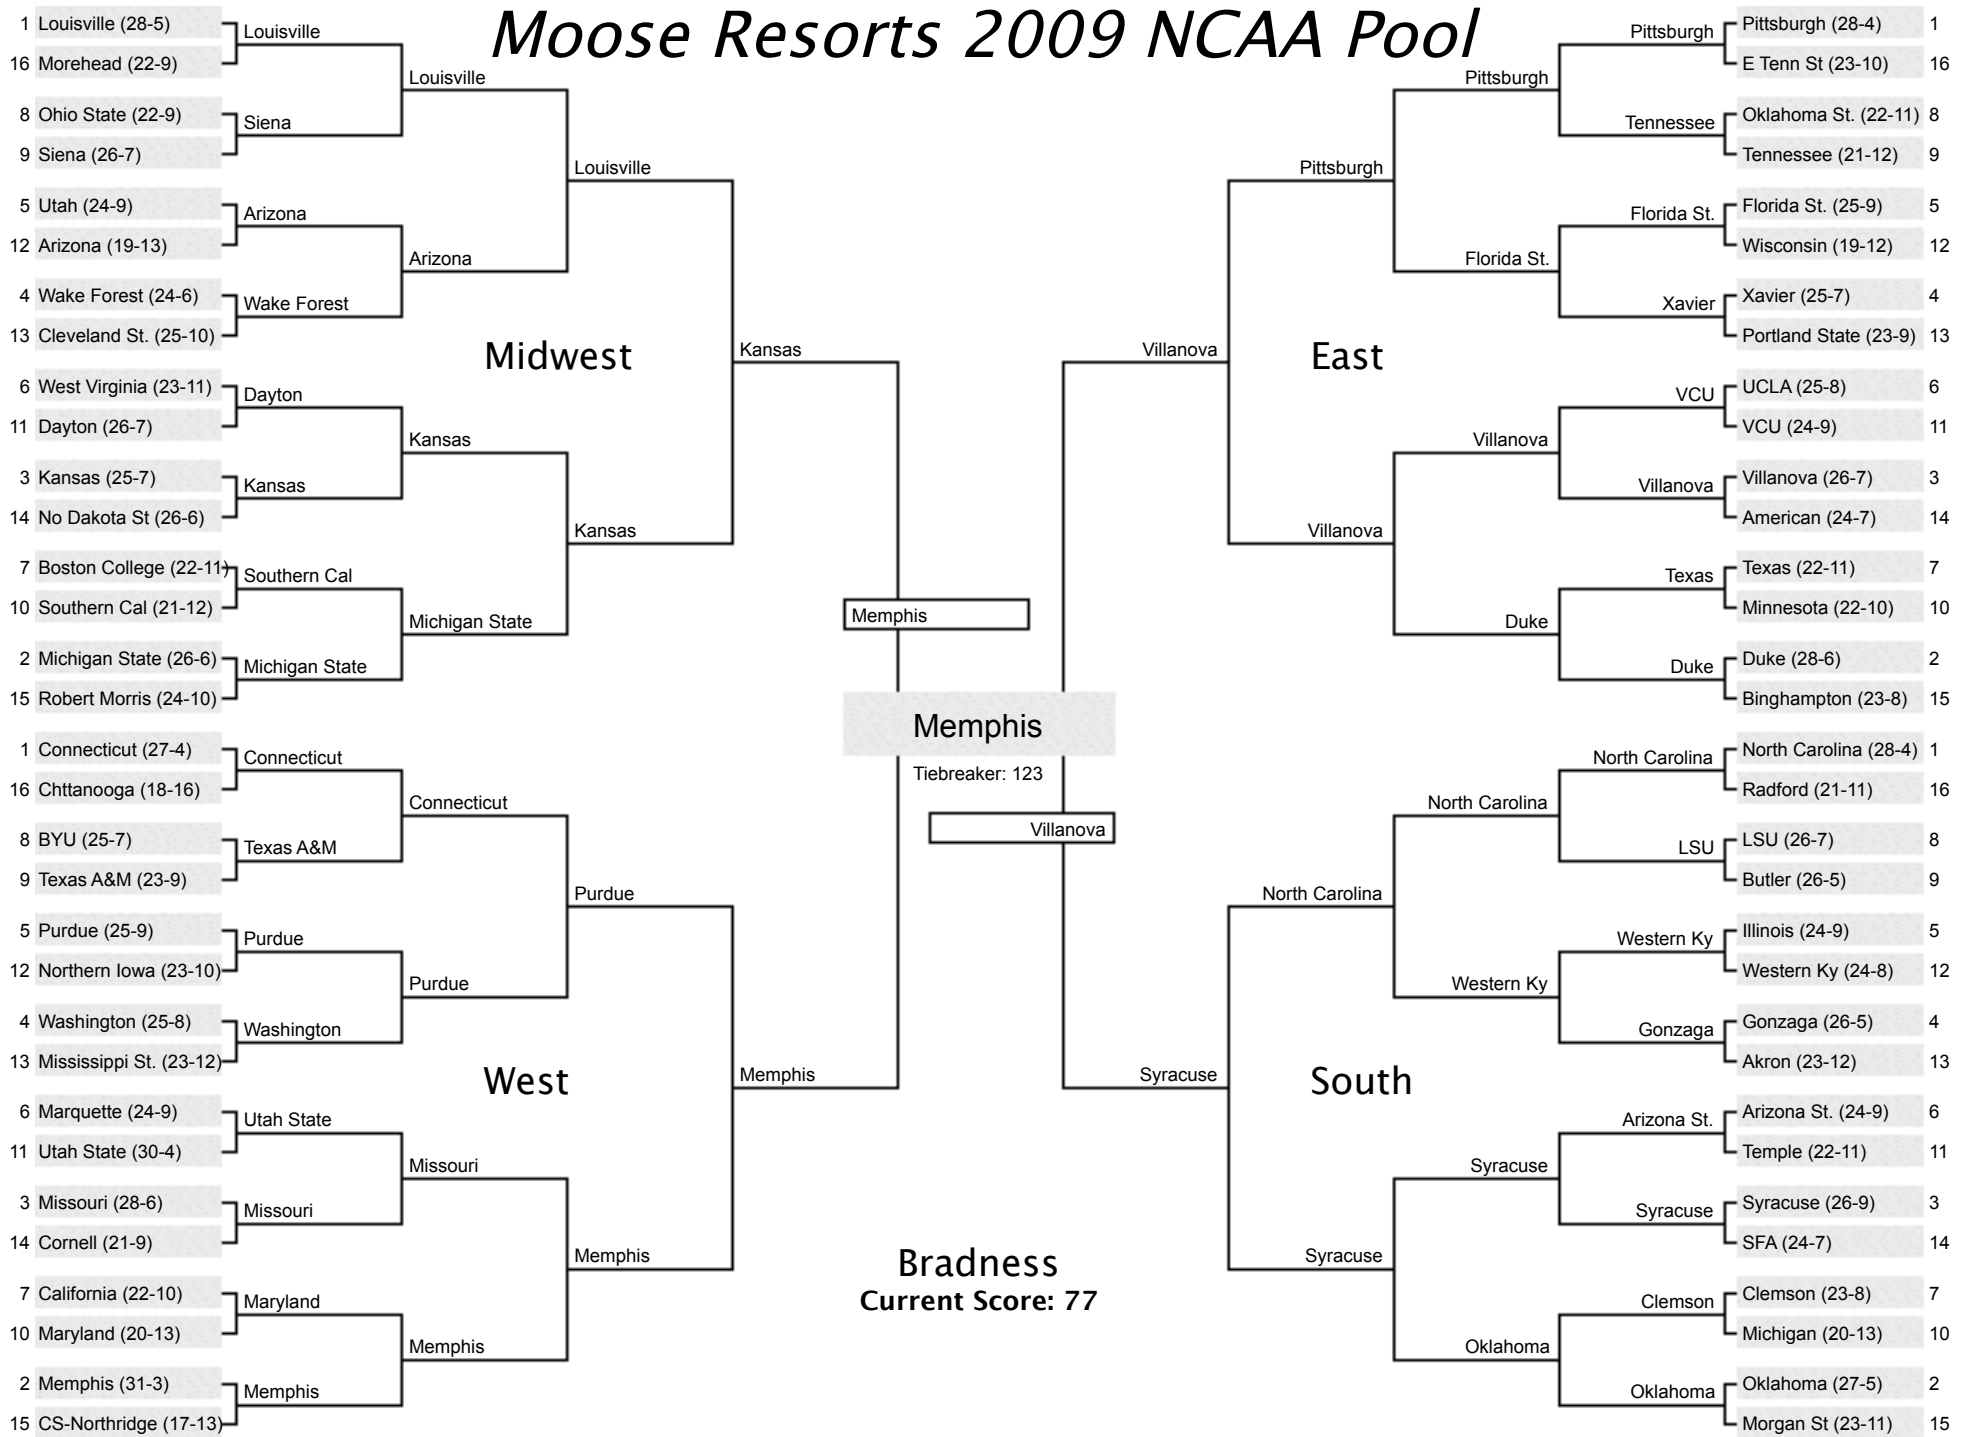 Moose Resorts 2009 NCAA Pool
1 Louisville (28-5)
16 Morehead (22-9)
8 Ohio State (22-9)
9 Siena (26-7)
5 Utah (24-9)
12 Arizona (19-13)
4 Wake Forest (24-6)
13 Cleveland St. (25-10)
6 West Virginia (23-11)
11 Dayton (26-7)
3 Kansas (25-7)
14 No Dakota St (26-6)
7 Boston College (22-11)
10 Southern Cal (21-12)
2 Michigan State (26-6)
15 Robert Morris (24-10)
Louisville
Siena
Arizona
Wake Forest
Dayton
Kansas
Southern Cal
Michigan State
Louisville
Arizona
Kansas
Michigan State
Louisville
Kansas
Kansas
Midwest
1 Connecticut (27-4)
16 Chttanooga (18-16)
8 BYU (25-7)
9 Texas A&M (23-9)
5 Purdue (25-9)
12 Northern Iowa (23-10)
4 Washington (25-8)
13 Mississippi St. (23-12)
6 Marquette (24-9)
11 Utah State (30-4)
3 Missouri (28-6)
14 Cornell (21-9)
7 California (22-10)
10 Maryland (20-13)
2 Memphis (31-3)
15 CS-Northridge (17-13)
Connecticut
Texas A&M
Purdue
Washington
Utah State
Missouri
Maryland
Memphis
Connecticut
Purdue
Missouri
Memphis
Purdue
Memphis
Memphis
West
Memphis
Memphis
Tiebreaker: 123
Villanova
Bradness
Current Score: 77
Pittsburgh (28-4) 1
E Tenn St (23-10) 16
Oklahoma St. (22-11) 8
Tennessee (21-12) 9
Florida St. (25-9) 5
Wisconsin (19-12) 12
Xavier (25-7) 4
Portland State (23-9) 13
UCLA (25-8) 6
VCU (24-9) 11
Villanova (26-7) 3
American (24-7) 14
Texas (22-11) 7
Minnesota (22-10) 10
Duke (28-6) 2
Binghampton (23-8) 15
Pittsburgh
Tennessee
Florida St.
Xavier
VCU
Villanova
Texas
Duke
Pittsburgh
Florida St.
Villanova
Duke
Pittsburgh
Villanova
Villanova
East
North Carolina (28-4) 1
Radford (21-11) 16
LSU (26-7) 8
Butler (26-5) 9
Illinois (24-9) 5
Western Ky (24-8) 12
Gonzaga (26-5) 4
Akron (23-12) 13
Arizona St. (24-9) 6
Temple (22-11) 11
Syracuse (26-9) 3
SFA (24-7) 14
Clemson (23-8) 7
Michigan (20-13) 10
Oklahoma (27-5) 2
Morgan St (23-11) 15
North Carolina
LSU
Western Ky
Gonzaga
Arizona St.
Syracuse
Clemson
Oklahoma
North Carolina
Western Ky
Syracuse
Oklahoma
North Carolina
Syracuse
Syracuse
South